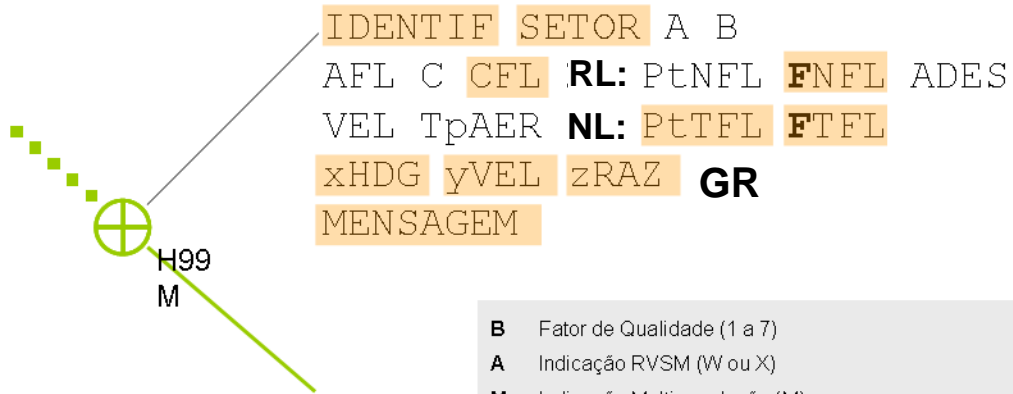 IDENTIF SETOR A B
AFL C CFL RL: PtNFL FNFL ADES
VEL TpAER NL: PtTFL FTFL
xHDG yVEL zRAZ GR
MENSAGEM
H99
M
B Fator de Qualidade (1 a 7)
A Indicação RVSM (W ou X)